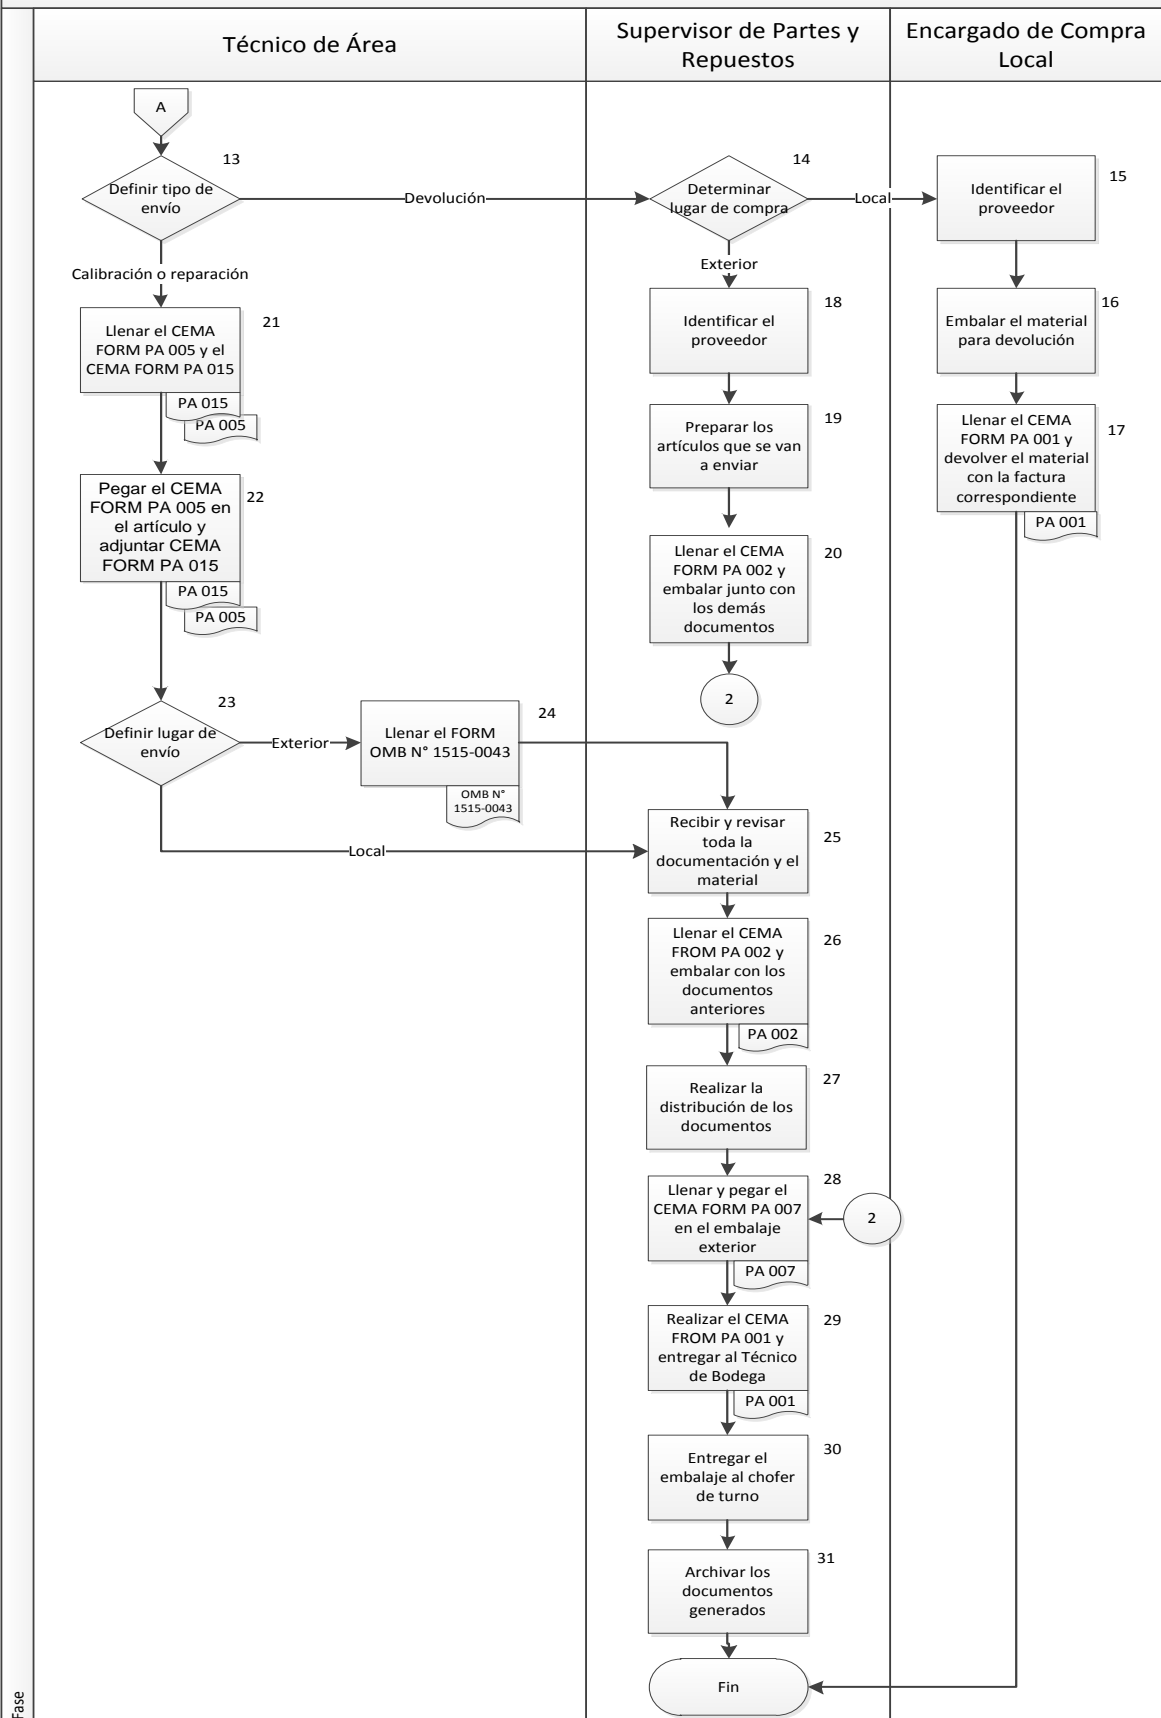 Técnico de Área
Supervisor de Partes y
Repuestos
Encargado de Compra
Local
A
13
Definir tipo de
envío
Devolución
14
Determinar
lugar de compra
Local
15
Identificar el
proveedor
Calibración o reparación
Exterior
21
Llenar el CEMA
FORM PA 005 y el
CEMA FORM PA 015
PA 015
PA 005
18
Identificar el
proveedor
16
Embalar el material
para devolución
19
Preparar los
artículos que se van
a enviar
17
Llenar el CEMA
FORM PA 001 y
devolver el material
con la factura
correspondiente
PA 001
22
Pegar el CEMA
FORM PA 005 en
el artículo y
adjuntar CEMA
FORM PA 015
PA 015
PA 005
20
Llenar el CEMA
FORM PA 002 y
embalar junto con
los demás
documentos
2
23
Definir lugar de
envío
Exterior
24
Llenar el FORM
OMB N° 1515-0043
OMB N°
1515-0043
Local
25
Recibir y revisar
toda la
documentación y el
material
26
Llenar el CEMA
FROM PA 002 y
embalar con los
documentos
anteriores
PA 002
27
Realizar la
distribución de los
documentos
28
Llenar y pegar el
CEMA FORM PA 007
en el embalaje
exterior
PA 007
2
29
Realizar el CEMA
FROM PA 001 y
entregar al Técnico
de Bodega
PA 001
30
Entregar el
embalaje al chofer
de turno
31
Archivar los
documentos
generados
Fin
Fase